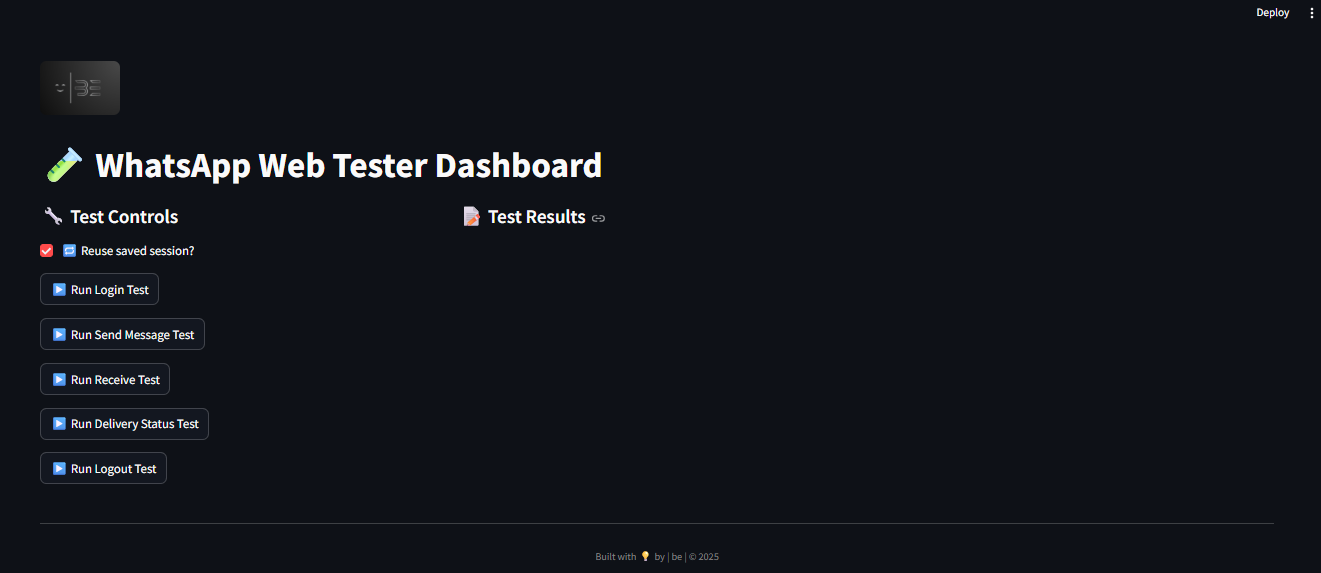 Deploy
BE
WhatsApp Web Tester Dashboard
Test Controls
Reuse saved session?
Run Login Test
Run Send Message Test
Run Receive Test
Run Delivery Status Test
Run Logout Test
Test Results
Built with 💡 by | be | © 2025